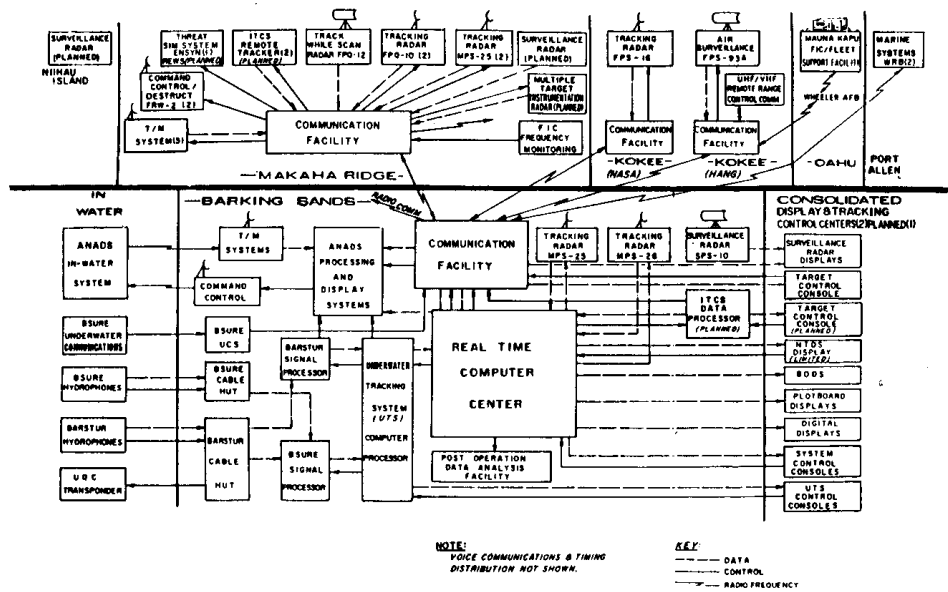 SURVEILLANCE
RADAR
(PLANNED)
NIIHAU
ISLAND
THREAT
SIM SYSTEM
ENSYN(1)
REWS(PLANNED)
ITCS
REMOTE
TRACKER(2)
(PLANNED)
TRACK
WHILE SCAN
RADAR FPQ-12
TRACKING
RADAR
FPQ-10 (2)
TRACKING
RADAR
MPS-25 (2)
SURVEILLANCE
RADAR
(PLANNED)
COMMAND
CONTROL /
DESTRUCT
FRW-2 (2)
MULTIPLE
TARGET
INSTRUMENTATION
RADAR (PLANNED)
T/M
SYSTEM(S)
COMMUNICATION
FACILITY
FIC
FREQUENCY
MONITORING
MAKAHA RIDGE
TRACKING
RADAR
FPS-16
AIR
SURVEILLANCE
FPS-93A
UHF/VHF
REMOTE RANGE
CONTROL COMM
COMMUNICATION
FACILITY
COMMUNICATION
FACILITY
KOKEE
(NASA)
KOKEE
(HANG)
MAUNA KAPU
FIC/FLEET
SUPPORT FACILITY
WHEELER AFB
OAHU
MARINE
SYSTEMS
WRB(2)
PORT
ALLEN
IN
WATER
BARKING SANDS
RADIO COMM
CONSOLIDATED
DISPLAY & TRACKING
CONTROL CENTERS(2) PLANNED(1)
ANADS
IN-WATER
SYSTEM
T/M
SYSTEMS
COMMAND
CONTROL
ANADS
PROCESSING
AND
DISPLAY
SYSTEMS
COMMUNICATION
FACILITY
TRACKING
RADAR
MPS-25
TRACKING
RADAR
MPS-26
SURVEILLANCE
RADAR
SPS-10
SURVEILLANCE
RADAR
DISPLAYS
TARGET
CONTROL
CONSOLE
ITCS
DATA
PROCESSOR
(PLANNED)
TARGET
CONTROL
CONSOLE
(PLANNED)
BSURE
UNDERWATER
COMMUNICATIONS
BSURE
UCS
REAL TIME
COMPUTER
CENTER
NTDS
DISPLAY
(LIMITED)
BARSTUR
SIGNAL
PROCESSOR
UNDERWATER
TRACKING
SYSTEM
(UTS)
COMPUTER
PROCESSOR
BSURE
HYDROPHONES
BSURE
CABLE
HUT
BODS
PLOTBOARD
DISPLAYS
DIGITAL
DISPLAYS
BARSTUR
HYDROPHONES
BARSTUR
CABLE
HUT
BSURE
SIGNAL
PROCESSOR
POST OPERATION
DATA ANALYSIS
FACILITY
SYSTEM
CONTROL
CONSOLES
UQC
TRANSPONDER
UTS
CONTROL
CONSOLES
NOTE:
VOICE COMMUNICATIONS & TIMING
DISTRIBUTION NOT SHOWN.
KEY:
DATA
CONTROL
RADIO FREQUENCY